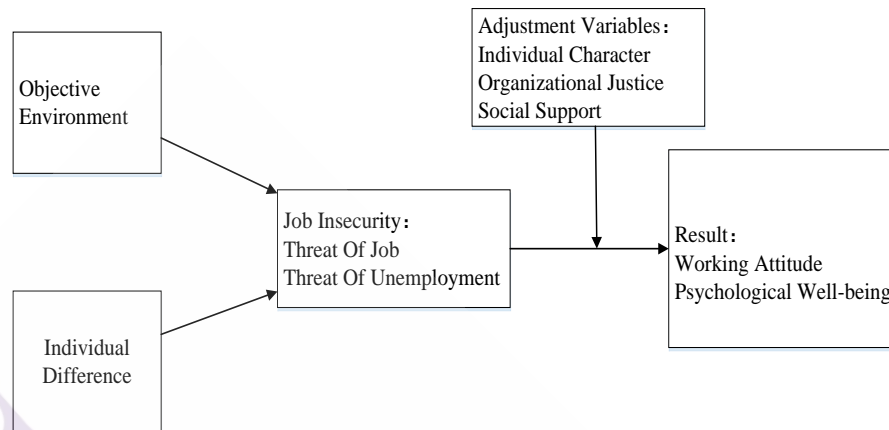 Adjustment Variables：
Individual Character
Organizational Justice
Social Support
Objective
Environment
Job Insecurity：
Threat Of Job
Threat Of Unemployment
Result：
Working Attitude
Psychological Well-being
Individual
Difference